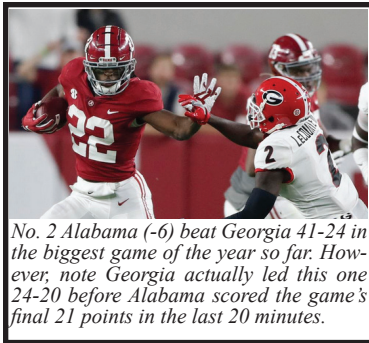 22
LECOUNTE
2
No. 2 Alabama (-6) beat Georgia 41-24 in
the biggest game of the year so far. How-
ever, note Georgia actually led this one
24-20 before Alabama scored the game's
final 21 points in the last 20 minutes.